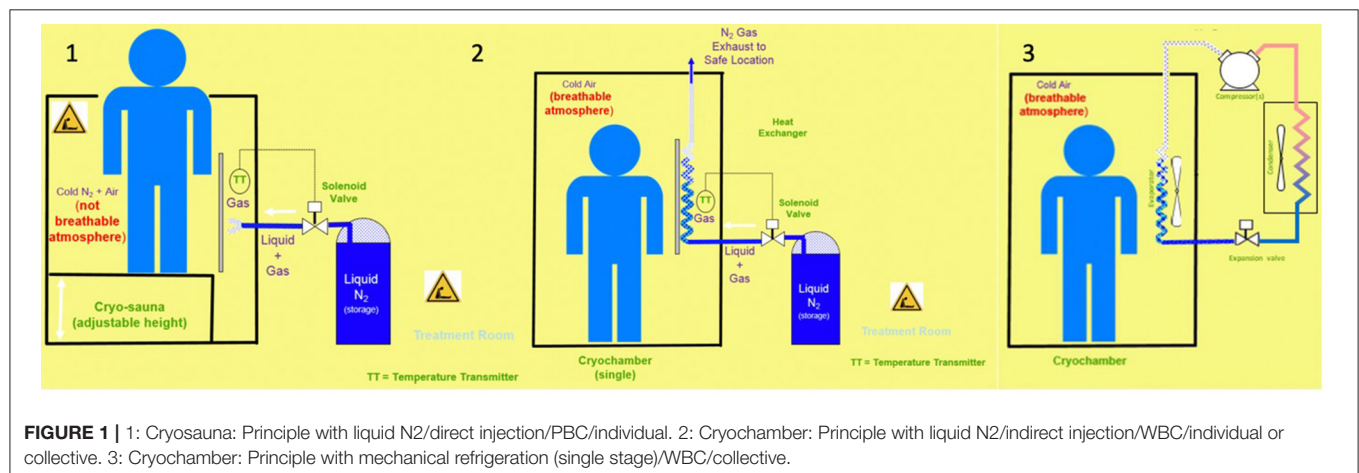 1
Cold N₂ + Air
(not
breathable
atmosphere)
Cryo-sauna
(adjustable height)
TT
Gas
Solenoid
Valve
Liquid
+
Gas
Liquid
N₂
(storage)
Treatment Room
TT = Temperature Transmitter
2
N₂ Gas
Exhaust to
Safe Location
Cold Air
(breathable
atmosphere)
Heat
Exchanger
TT
Gas
Solenoid
Valve
Liquid
+
Gas
Liquid
N₂
(storage)
Treatment Room
Cryochamber
(single)
TT = Temperature Transmitter
3
Cold Air
(breathable
atmosphere)
Compressor(s)
Condenser
Evaporator
Expansion valve
Cryochamber
FIGURE 1 | 1: Cryosauna: Principle with liquid N2/direct injection/PBC/individual. 2: Cryochamber: Principle with liquid N2/indirect injection/WBC/individual or
collective. 3: Cryochamber: Principle with mechanical refrigeration (single stage)/WBC/collective.